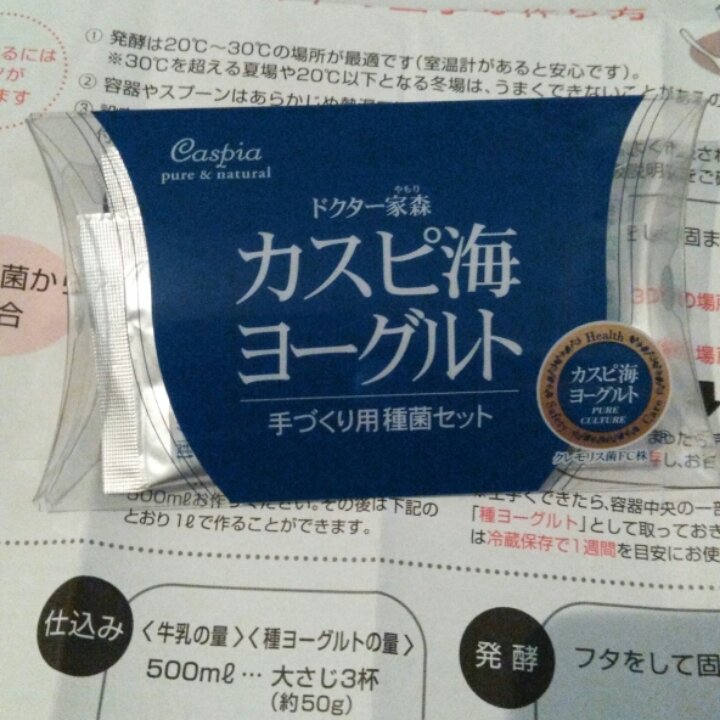 ① 発酵は20℃～30℃の場所が最適です(室温計があると安心です)。
※30℃を超える夏場や20℃以下となる冬場は、うまくできないことがある
② 容器やスプーンはあらかじめ
るには
ます
Caspia
pure & natural
やもり
ドクター家森
カスピ海
ヨーグルト
手づくり用種菌セット
Health
カスピ海
ヨーグルト
PURE
CULTURE
Safety
Care
クレモリス菌FC株
菌から
合
500mlお作りください。その後は下記の
とおり1ℓで作ることができます。
※上手くできたら、容器中央の一部
「種ヨーグルト」として取っておき
は冷蔵保存で1週間を目安にお使
仕込み
〈牛乳の量〉〈種ヨーグルトの量〉
500mℓ… 大さじ3杯
(約50g)
発酵
フタをして固